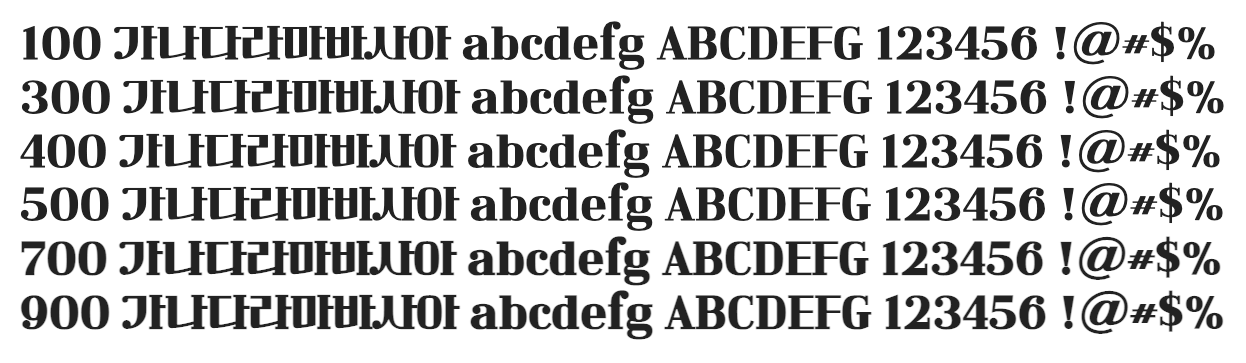 100 가나다라마바사아 abcdefg ABCDEFG 123456 !@#$%
300 가나다라마바사아 abcdefg ABCDEFG 123456 !@#$%
400 가나다라마바사아 abcdefg ABCDEFG 123456 !@#$%
500 가나다라마바사아 abcdefg ABCDEFG 123456 !@#$%
700 가나다라마바사아 abcdefg ABCDEFG 123456 !@#$%
900 가나다라마바사아 abcdefg ABCDEFG 123456 !@#$%